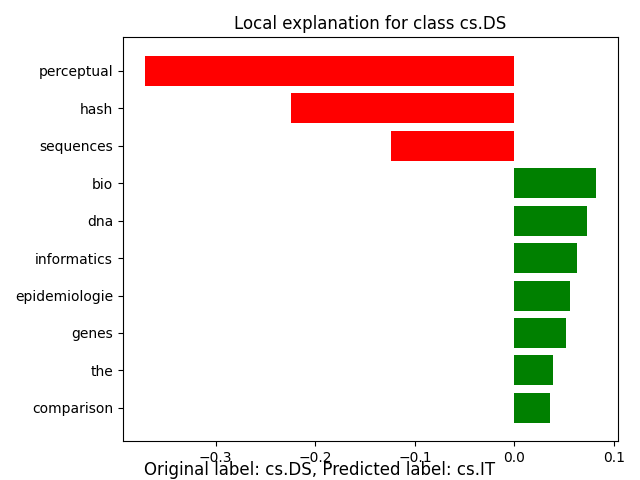 Local explanation for class cs.DS
perceptual
hash
sequences
bio
dna
informatics
epidemiologie
genes
the
comparison
−0.3 −0.2 −0.1 0.0 0.1
Original label: cs.DS, Predicted label: cs.IT